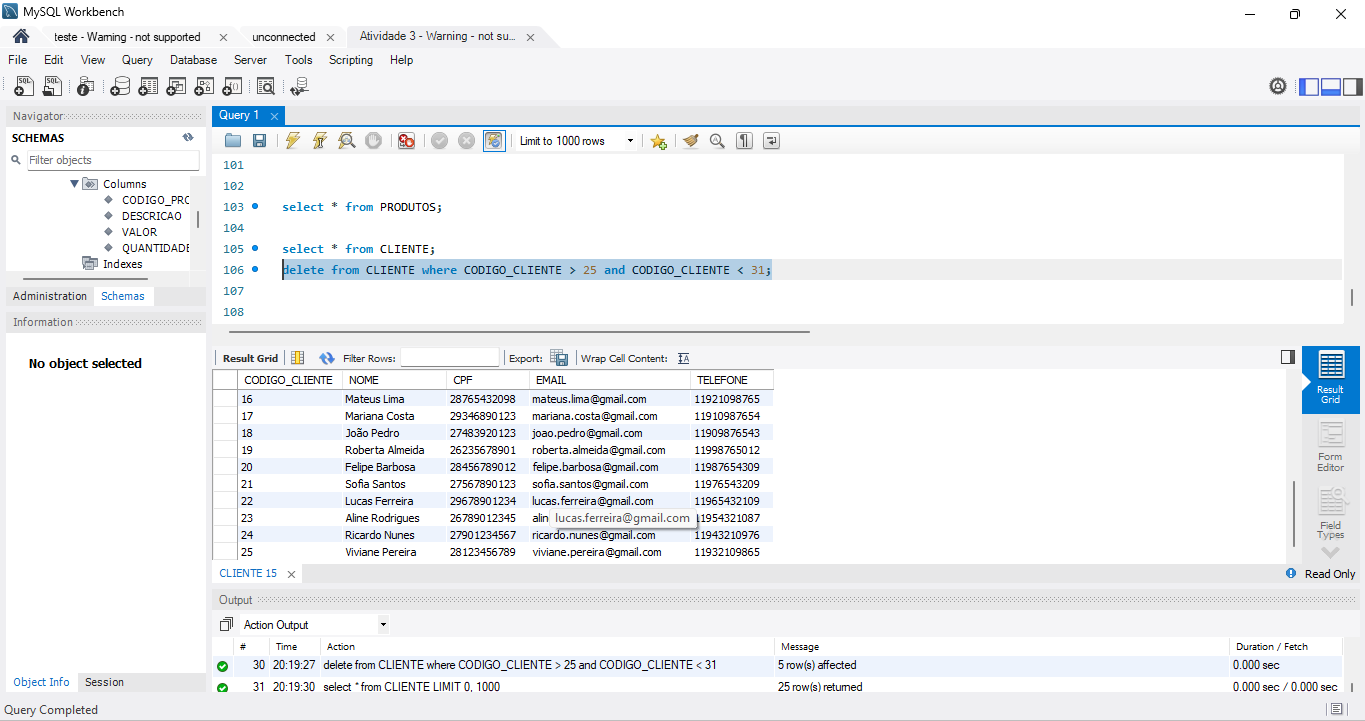 MySQL Workbench
teste - Warning - not supported
unconnected
Atividade 3 - Warning - not su...
File Edit View Query Database Server Tools Scripting Help
Navigator
SCHEMAS
Filter objects
Columns
CODIGO_PRO
DESCRICAO
VALOR
QUANTIDADE
Indexes
Administration Schemas
Information
No object selected
Object Info Session
Query 1
Limit to 1000 rows
101
102
103 select * from PRODUTOS;
104
105 select * from CLIENTE;
106 delete from CLIENTE where CODIGO_CLIENTE > 25 and CODIGO_CLIENTE < 31;
107
108
Result Grid Filter Rows: Export: Wrap Cell Content:
CODIGO_CLIENTE NOME CPF EMAIL TELEFONE
16 Mateus Lima 28765432098 mateus.lima@gmail.com 11921098765
17 Mariana Costa 29346890123 mariana.costa@gmail.com 11910987654
18 João Pedro 27483920123 joao.pedro@gmail.com 11909876543
19 Roberta Almeida 26235678901 roberta.almeida@gmail.com 11998765012
20 Felipe Barbosa 28456789012 felipe.barbosa@gmail.com 11987654309
21 Sofia Santos 27567890123 sofia.santos@gmail.com 11976543209
22 Lucas Ferreira 29678901234 lucas.ferreira@gmail.com 11965432109
23 Aline Rodrigues 26789012345 alin lucas.ferreira@gmail.com 11954321087
24 Ricardo Nunes 27901234567 ricardo.nunes@gmail.com 11943210976
25 Viviane Pereira 28123456789 viviane.pereira@gmail.com 11932109865
CLIENTE 15
Result
Grid
Form
Editor
Field
Types
Read Only
Output
Action Output
# Time Action Message Duration / Fetch
30 20:19:27 delete from CLIENTE where CODIGO_CLIENTE > 25 and CODIGO_CLIENTE < 31 5 row(s) affected 0.000 sec
31 20:19:30 select * from CLIENTE LIMIT 0, 1000 25 row(s) returned 0.000 sec / 0.000 sec
Query Completed